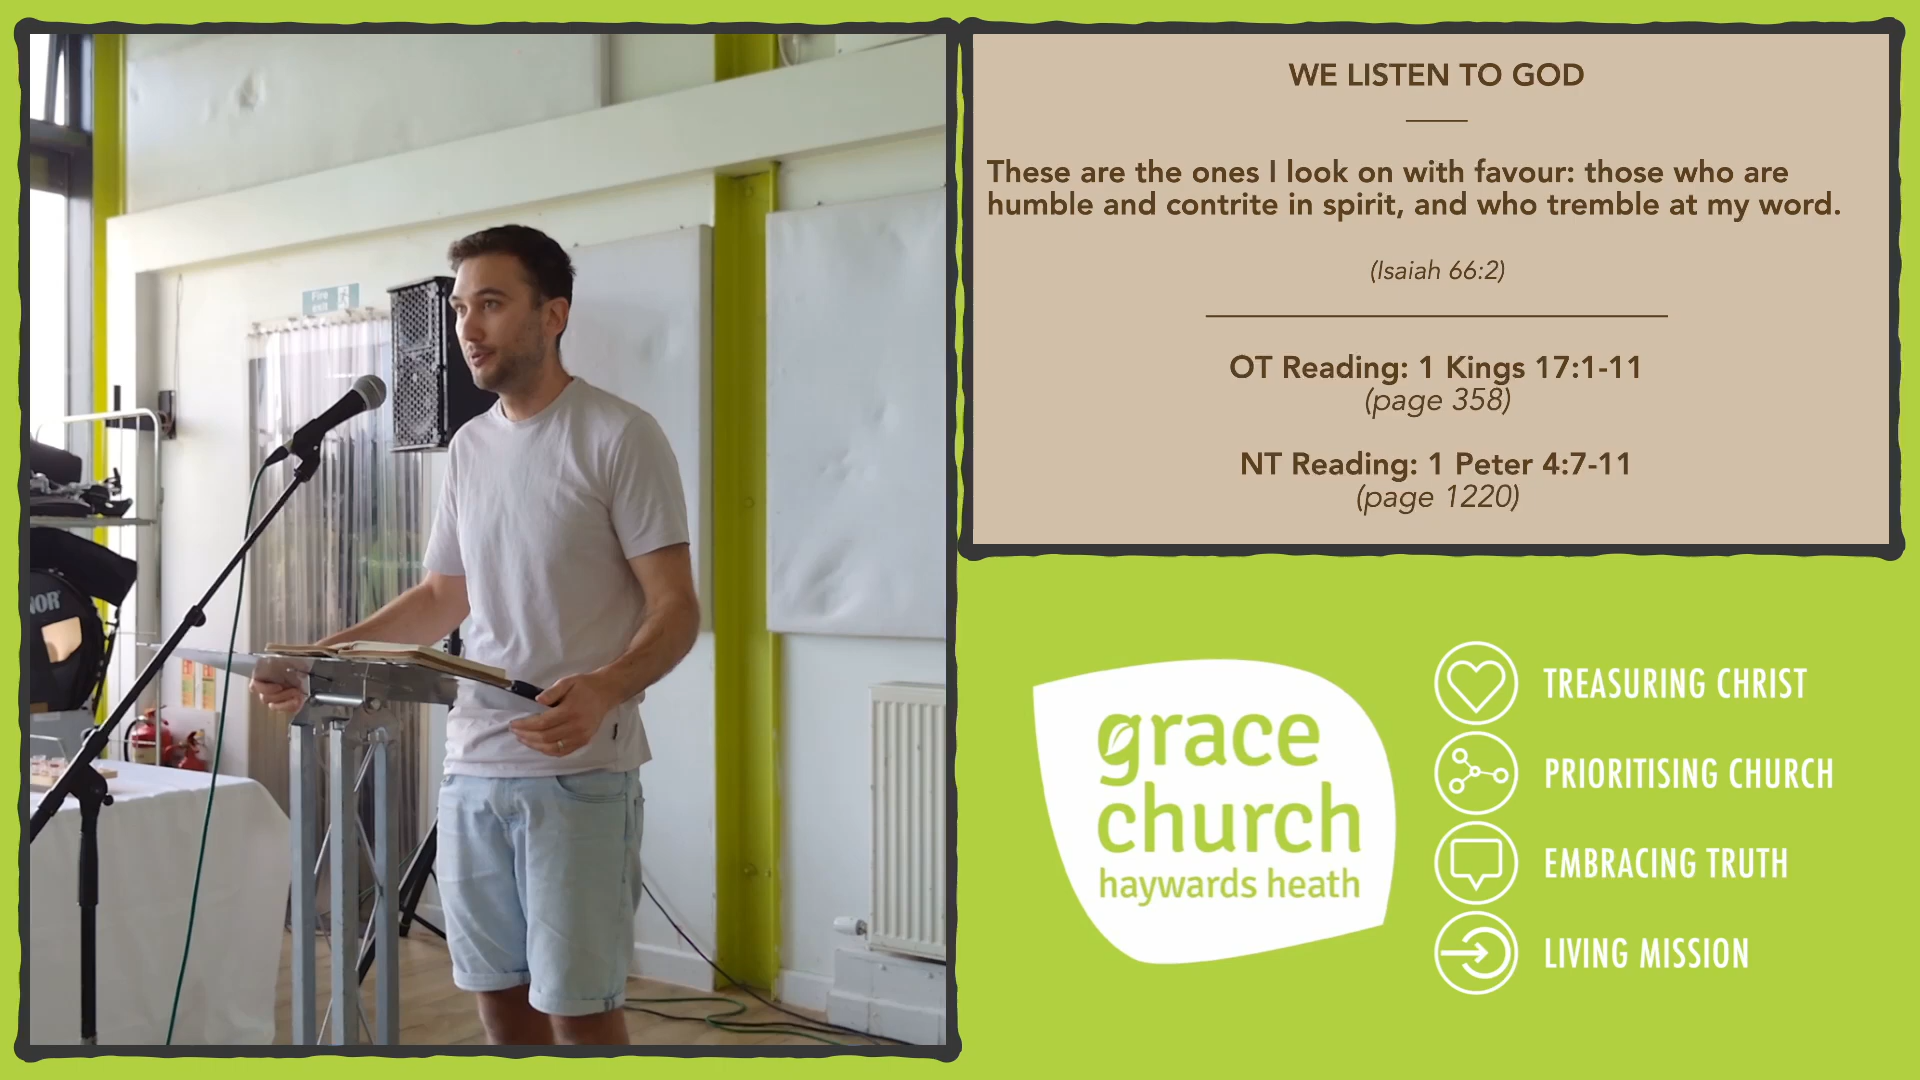 WE LISTEN TO GOD
These are the ones I look on with favour: those who are
humble and contrite in spirit, and who tremble at my word.
(Isaiah 66:2)
OT Reading: 1 Kings 17:1-11
(page 358)
NT Reading: 1 Peter 4:7-11
(page 1220)
grace
church
haywards heath
TREASURING CHRIST
PRIORITISING CHURCH
EMBRACING TRUTH
LIVING MISSION
Fire
exit